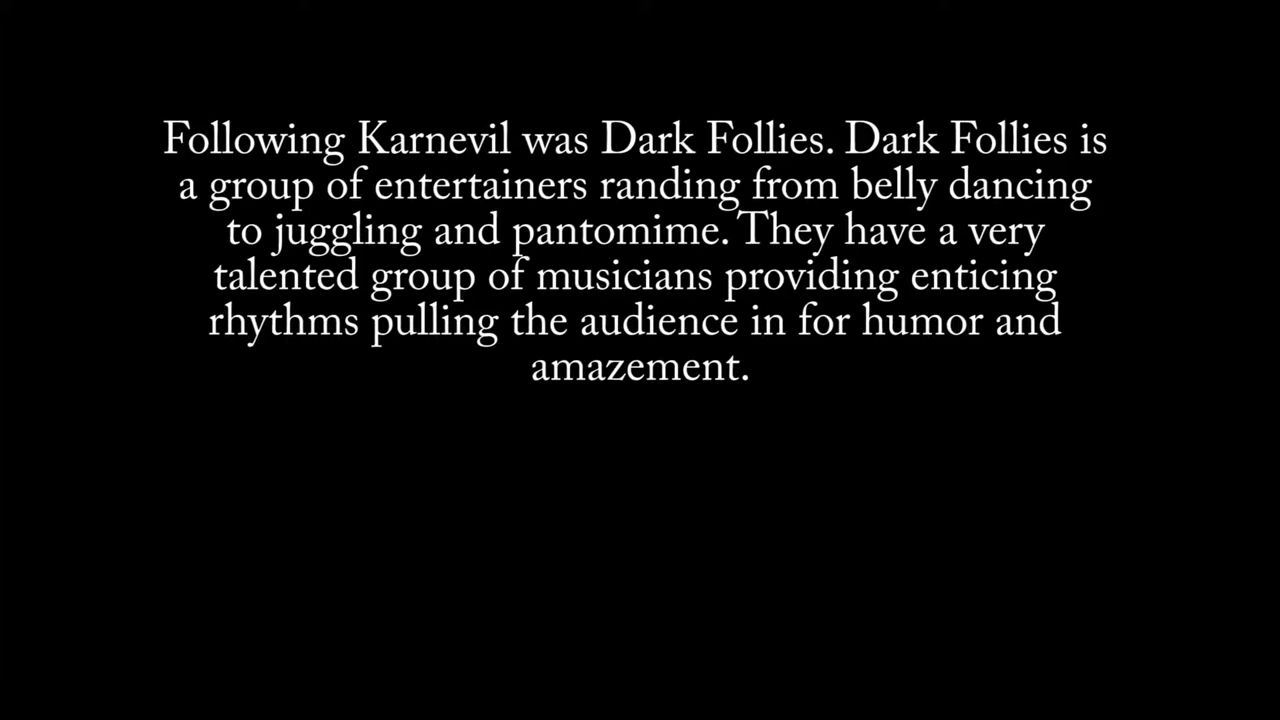 Following Karnevil was Dark Follies. Dark Follies is
a group of entertainers randing from belly dancing
to juggling and pantomime. They have a very
talented group of musicians providing enticing
rhythms pulling the audience in for humor and
amazement.